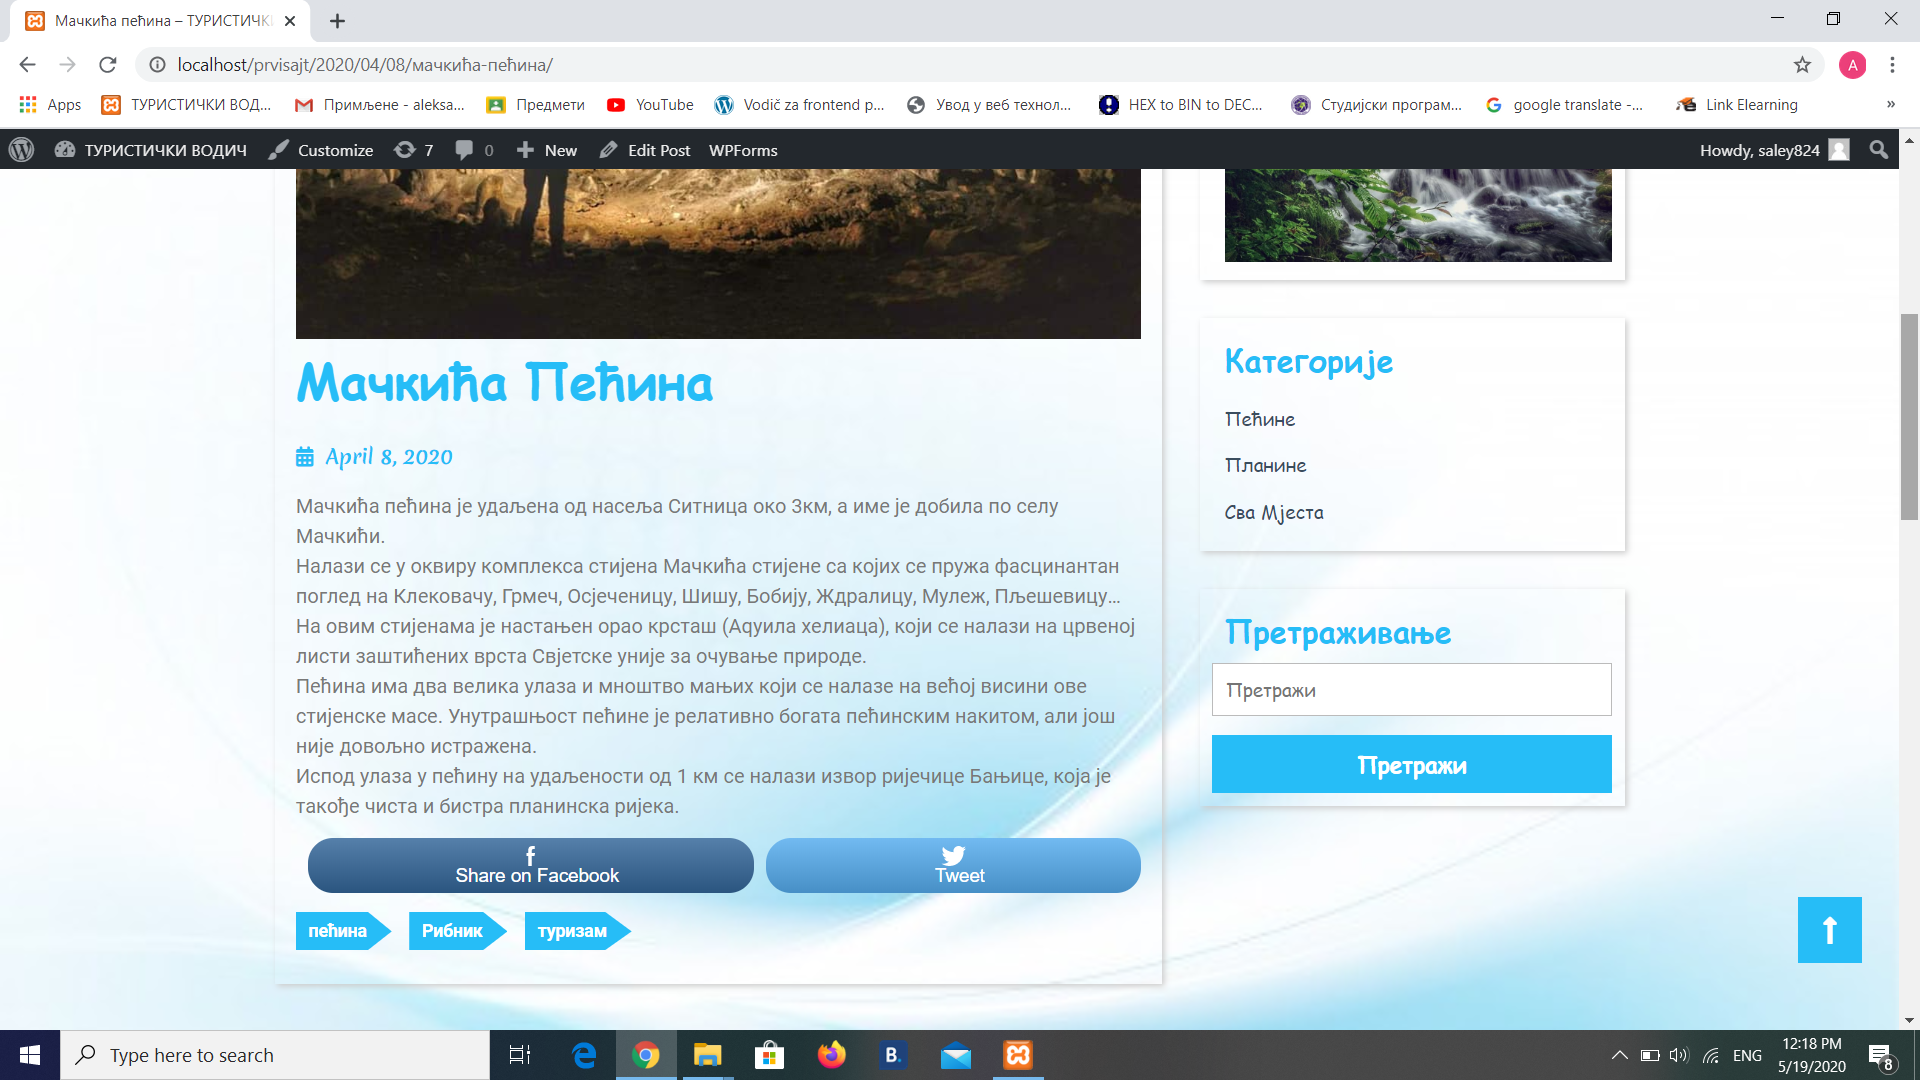 Мачкића пећина – ТУРИСТИЧКИ
localhost/prvisajt/2020/04/08/мачкића-пећина/
A
Apps
ТУРИСТИЧКИ ВОД...
Примљене - aleksa...
Предмети
YouTube
Vodič za frontend p...
Увод у веб технол...
HEX to BIN to DEC...
Студијски програм...
google translate -...
Link Elearning
»
ТУРИСТИЧКИ ВОДИЧ
Customize
7
0
New
Edit Post
WPForms
Howdy, saley824
Мачкића Пећина
April 8, 2020
Мачкића пећина је удаљена од насеља Ситница око 3км, а име је добила по селу
Мачкићи.
Налази се у оквиру комплекса стијена Мачкића стијене са којих се пружа фасцинантан
поглед на Клековачу, Грмеч, Осјеченицу, Шишу, Бобију, Ждралицу, Мулеж, Пљешевицу...
На овим стијенама је настањен орао крсташ (Аqуила хелиаца), који се налази на црвеној
листи заштићених врста Свјетске уније за очување природе.
Пећина има два велика улаза и мноштво мањих који се налазе на већој висини ове
стијенске масе. Унутрашњост пећине је релативно богата пећинским накитом, али још
није довољно истражена.
Испод улаза у пећину на удаљености од 1 км се налази извор ријечице Бањице, која је
такође чиста и бистра планинска ријека.
Share on Facebook
Tweet
пећина
Рибник
туризам
Категорије
Пећине
Планине
Сва Мјеста
Претраживање
Претражи
Претражи
Type here to search
B.
ENG
12:18 PM
5/19/2020
8